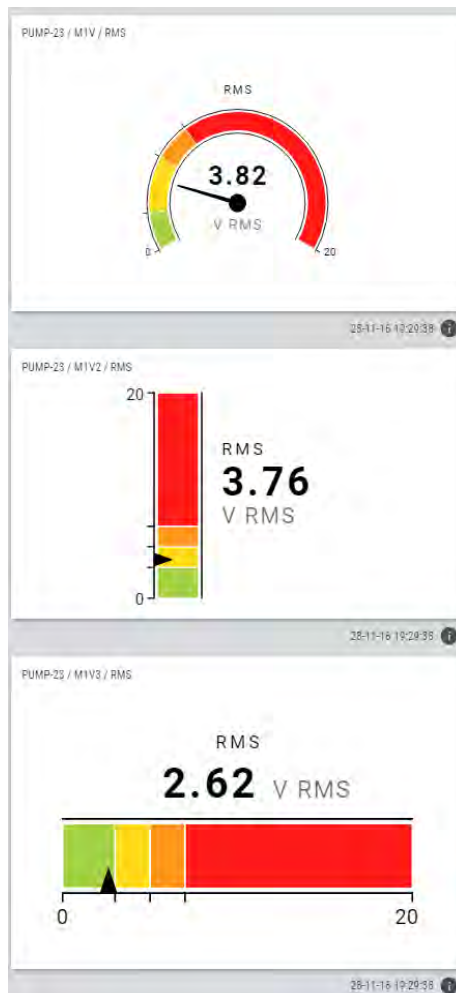 PUMP-23 / M1V / RMS
RMS
3.82
V RMS
0
20
28-11-16 19:29:38
PUMP-23 / M1V2 / RMS
20
RMS
3.76
V RMS
0
28-11-16 19:29:38
PUMP-23 / M1V3 / RMS
RMS
2.62 V RMS
0
20
28-11-16 19:29:38